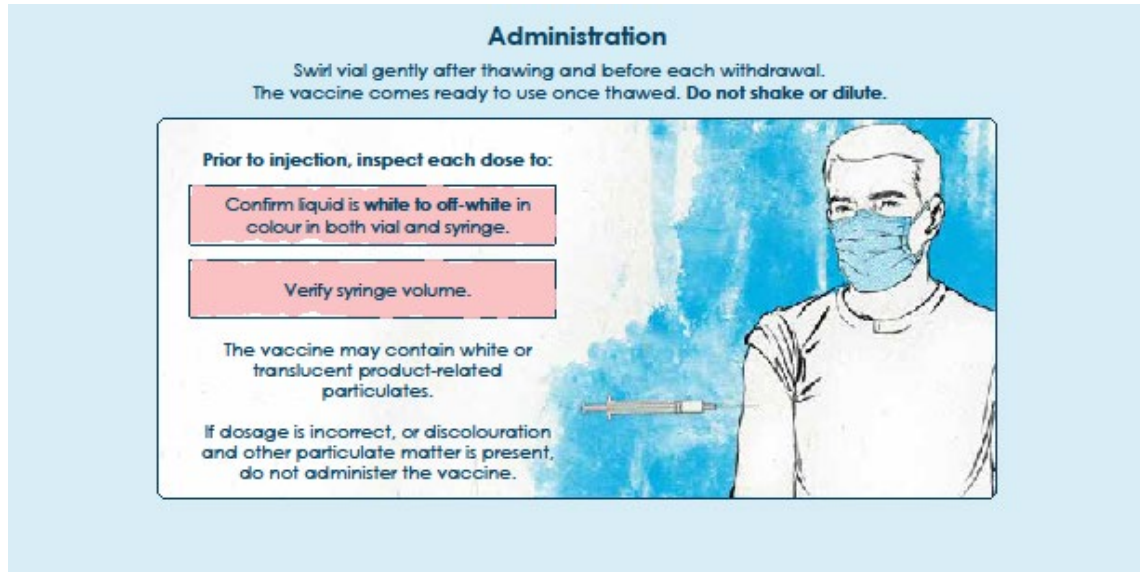 Administration
Swirl vial gently after thawing and before each withdrawal.
The vaccine comes ready to use once thawed. Do not shake or dilute.
Prior to injection, inspect each dose to:
Confirm liquid is white to off-white in
colour in both vial and syringe.
Verify syringe volume.
The vaccine may contain white or
translucent product-related
particulates.
If dosage is incorrect, or discolouration
and other particulate matter is present,
do not administer the vaccine.